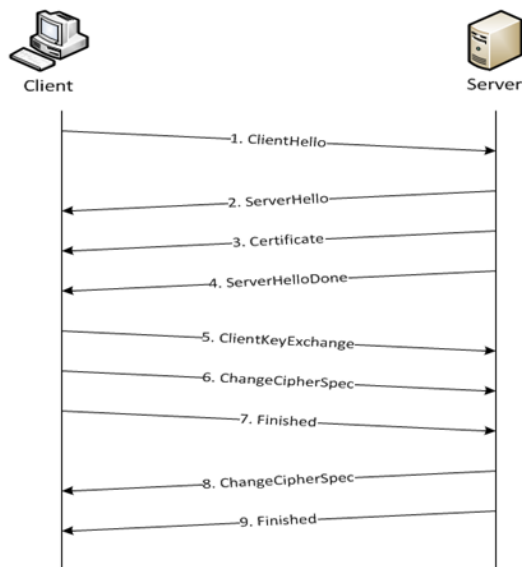 Client
Server
1. ClientHello
2. ServerHello
3. Certificate
4. ServerHelloDone
5. ClientKeyExchange
6. ChangeCipherSpec
7. Finished
8. ChangeCipherSpec
9. Finished